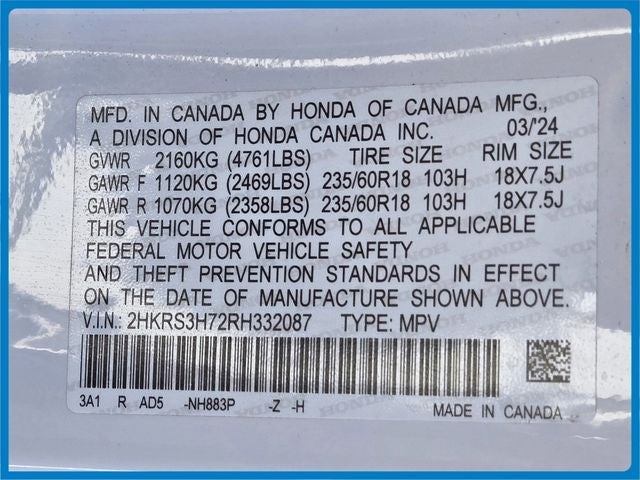 MFD. IN CANADA BY HONDA OF CANADA MFG.,
A DIVISION OF HONDA CANADA INC. 03/'24
GVWR 2160KG (4761LBS) TIRE SIZE RIM SIZE
GAWR F 1120KG (2469LBS) 235/60R18 103H 18X7.5J
GAWR R 1070KG (2358LBS) 235/60R18 103H 18X7.5J
THIS VEHICLE CONFORMS TO ALL APPLICABLE
FEDERAL MOTOR VEHICLE SAFETY
AND THEFT PREVENTION STANDARDS IN EFFECT
ON THE DATE OF MANUFACTURE SHOWN ABOVE.
V.I.N.: 2HKRS3H72RH332087 TYPE: MPV
3A1 R AD5 -NH883P -Z -H
MADE IN CANADA